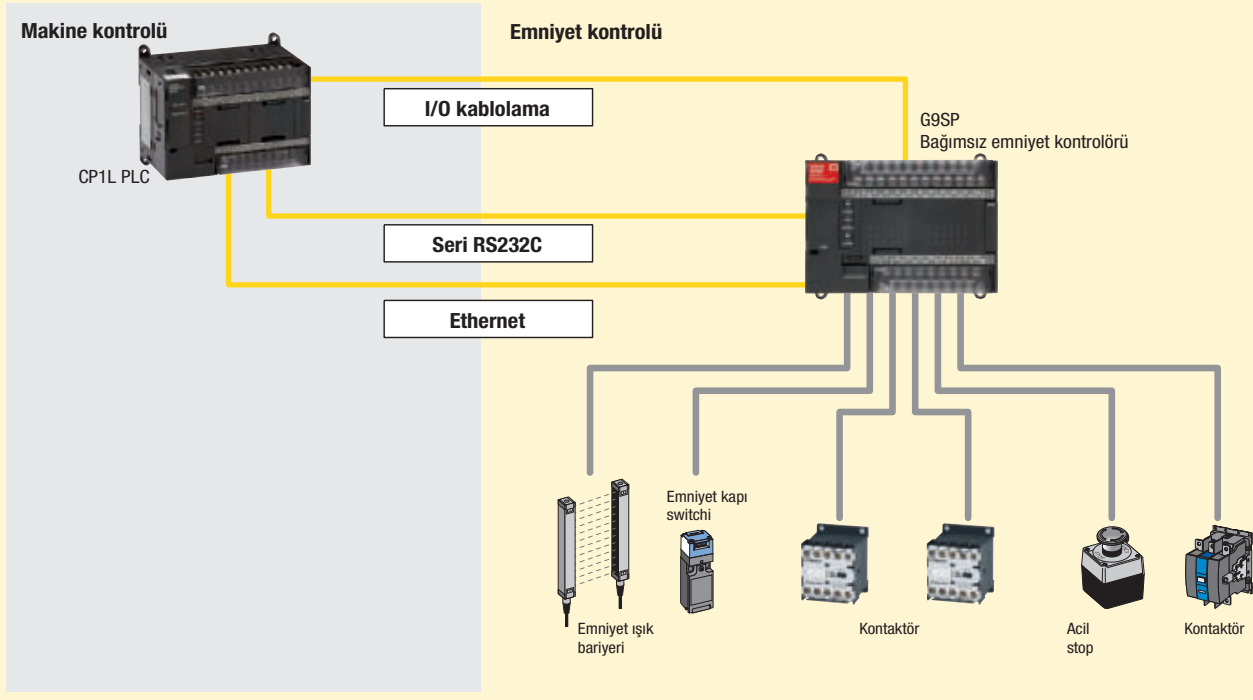 Makine kontrolü
Emniyet kontrolü
I/O kablolama
G9SP
Bağımsız emniyet kontrolörü
CP1L PLC
Seri RS232C
Ethernet
Emniyet kapı
switchi
Emniyet ışık
bariyeri
Kontaktör
Acil
stop
Kontaktör